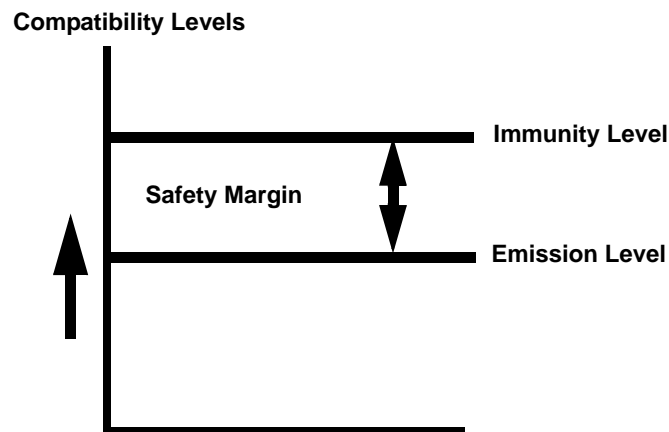 Compatibility Levels
Immunity Level
Safety Margin
Emission Level